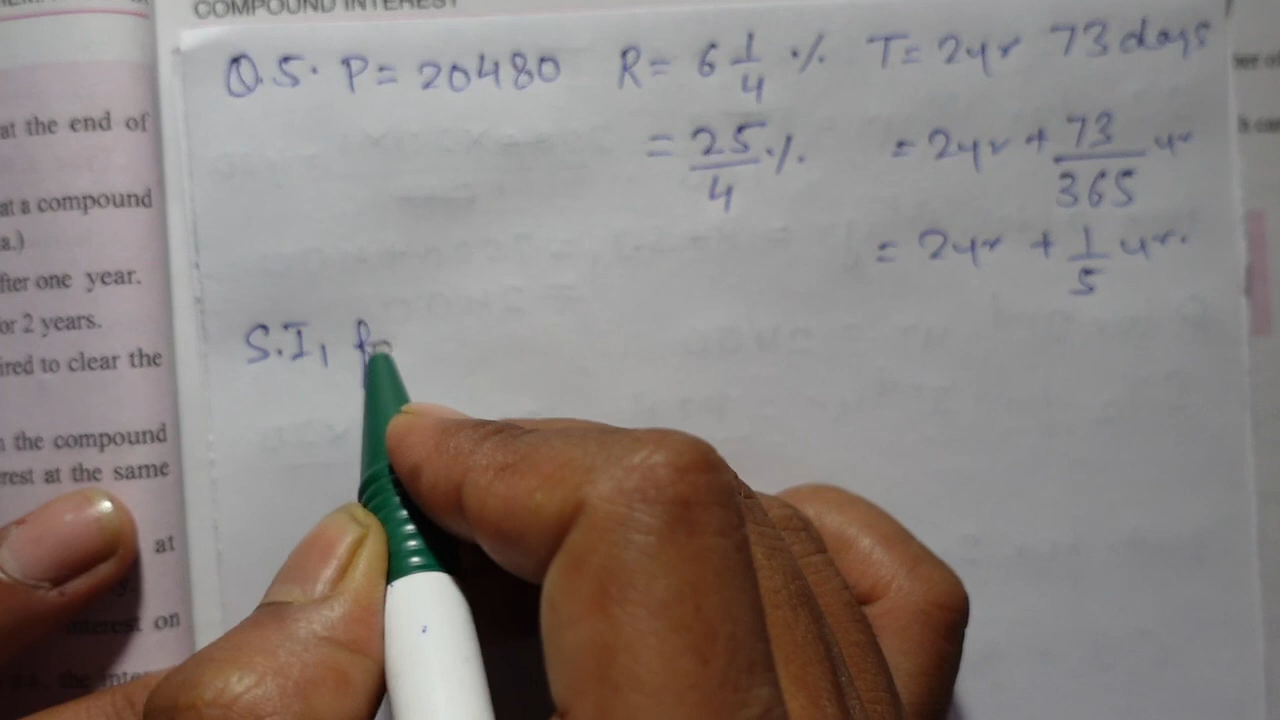 COMPOUND INTEREST
at the end of
at a compound
a.)
fter one year.
or 2 years.
ired to clear the
the compound
rest at the same
at
interest on
the
Q.5. P = 20480 R = 6 1/4 % T = 2yr 73 days
= 25/4 % = 2yr + 73/365 yr
= 2yr + 1/5 yr.
S.I, fo